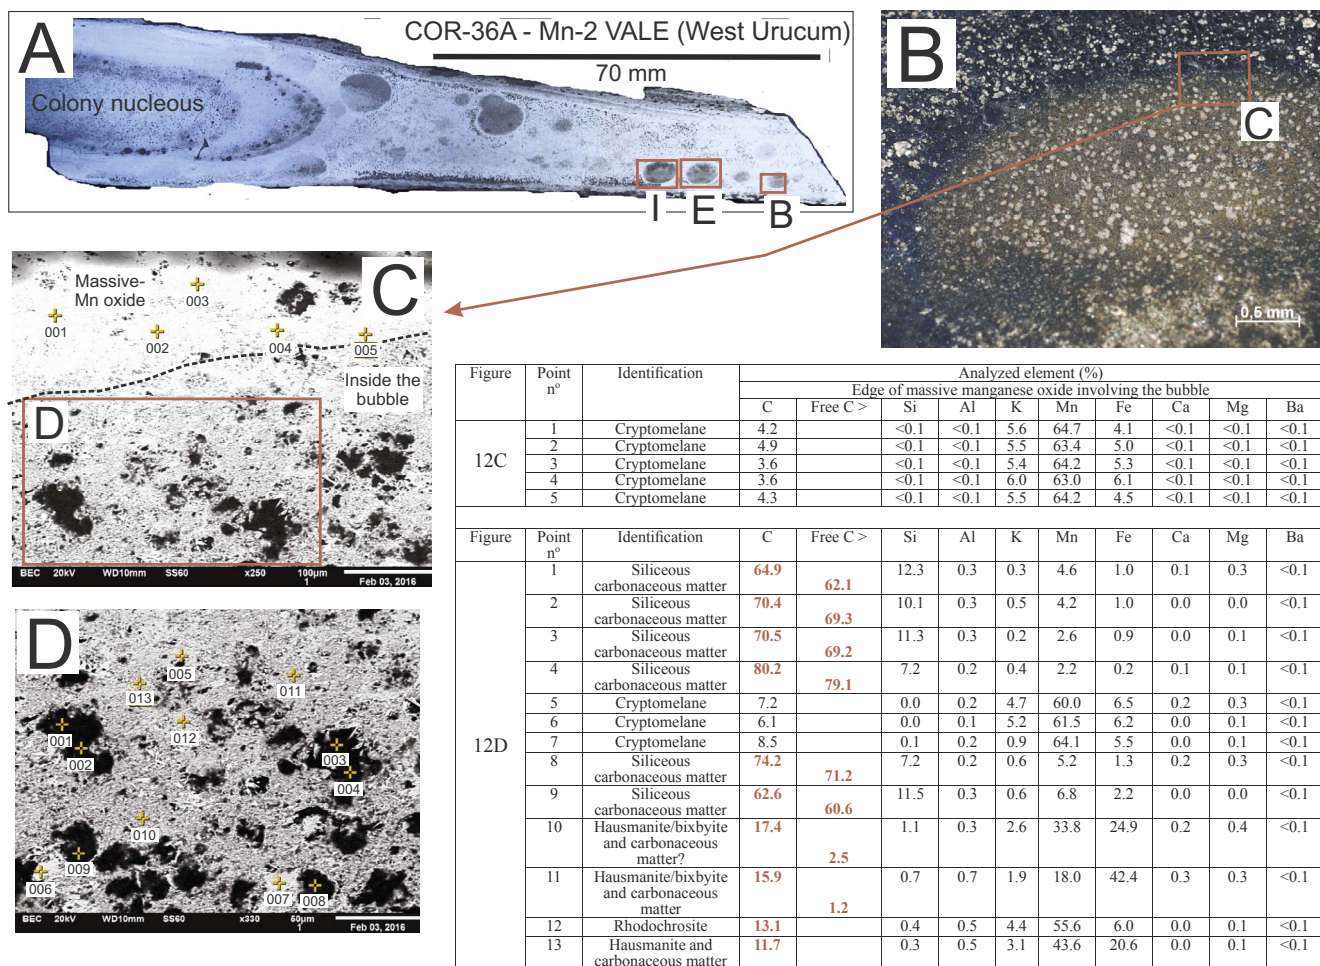 A
COR-36A - Mn-2 VALE (West Urucum)
70 mm
Colony nucleous
I
E
B
B
C
0,5 mm
C
Massive-
Mn oxide
003
001
002
004
005
Inside the
bubble
D
BEC 20kV WD10mm SS60 x250 100µm
1 Feb 03, 2016
D
005
013
011
012
001
002
003
004
010
009
006
007
008
BEC 20kV WD10mm SS60 x330 50µm
1 Feb 03, 2016
Figure Point Identification Analyzed element (%)
nº Edge of massive manganese oxide involving the bubble
C Free C > Si Al K Mn Fe Ca Mg Ba
12C
1 Cryptomelane 4.2 <0.1 <0.1 5.6 64.7 4.1 <0.1 <0.1 <0.1
2 Cryptomelane 4.9 <0.1 <0.1 5.5 63.4 5.0 <0.1 <0.1 <0.1
3 Cryptomelane 3.6 <0.1 <0.1 5.4 64.2 5.3 <0.1 <0.1 <0.1
4 Cryptomelane 3.6 <0.1 <0.1 6.0 63.0 6.1 <0.1 <0.1 <0.1
5 Cryptomelane 4.3 <0.1 <0.1 5.5 64.2 4.5 <0.1 <0.1 <0.1
Figure Point Identification C Free C > Si Al K Mn Fe Ca Mg Ba
nº
12D
1 Siliceous 64.9 12.3 0.3 0.3 4.6 1.0 0.1 0.3 <0.1
carbonaceous matter 62.1
2 Siliceous 70.4 10.1 0.3 0.5 4.2 1.0 0.0 0.0 <0.1
carbonaceous matter 69.3
3 Siliceous 70.5 11.3 0.3 0.2 2.6 0.9 0.0 0.1 <0.1
carbonaceous matter 69.2
4 Siliceous 80.2 7.2 0.2 0.4 2.2 0.2 0.1 0.1 <0.1
carbonaceous matter 79.1
5 Cryptomelane 7.2 0.0 0.2 4.7 60.0 6.5 0.2 0.3 <0.1
6 Cryptomelane 6.1 0.0 0.1 5.2 61.5 6.2 0.0 0.1 <0.1
7 Cryptomelane 8.5 0.1 0.2 0.9 64.1 5.5 0.0 0.1 <0.1
8 Siliceous 74.2 7.2 0.2 0.6 5.2 1.3 0.2 0.3 <0.1
carbonaceous matter 71.2
9 Siliceous 62.6 11.5 0.3 0.6 6.8 2.2 0.0 0.0 <0.1
carbonaceous matter 60.6
10 Hausmanite/bixbyite 17.4 1.1 0.3 2.6 33.8 24.9 0.2 0.4 <0.1
and carbonaceous
matter? 2.5
11 Hausmanite/bixbyite 15.9 0.7 0.7 1.9 18.0 42.4 0.3 0.3 <0.1
and carbonaceous
matter 1.2
12 Rhodochrosite 13.1 0.4 0.5 4.4 55.6 6.0 0.0 0.1 <0.1
13 Hausmanite and 11.7 0.3 0.5 3.1 43.6 20.6 0.0 0.1 <0.1
carbonaceous matter